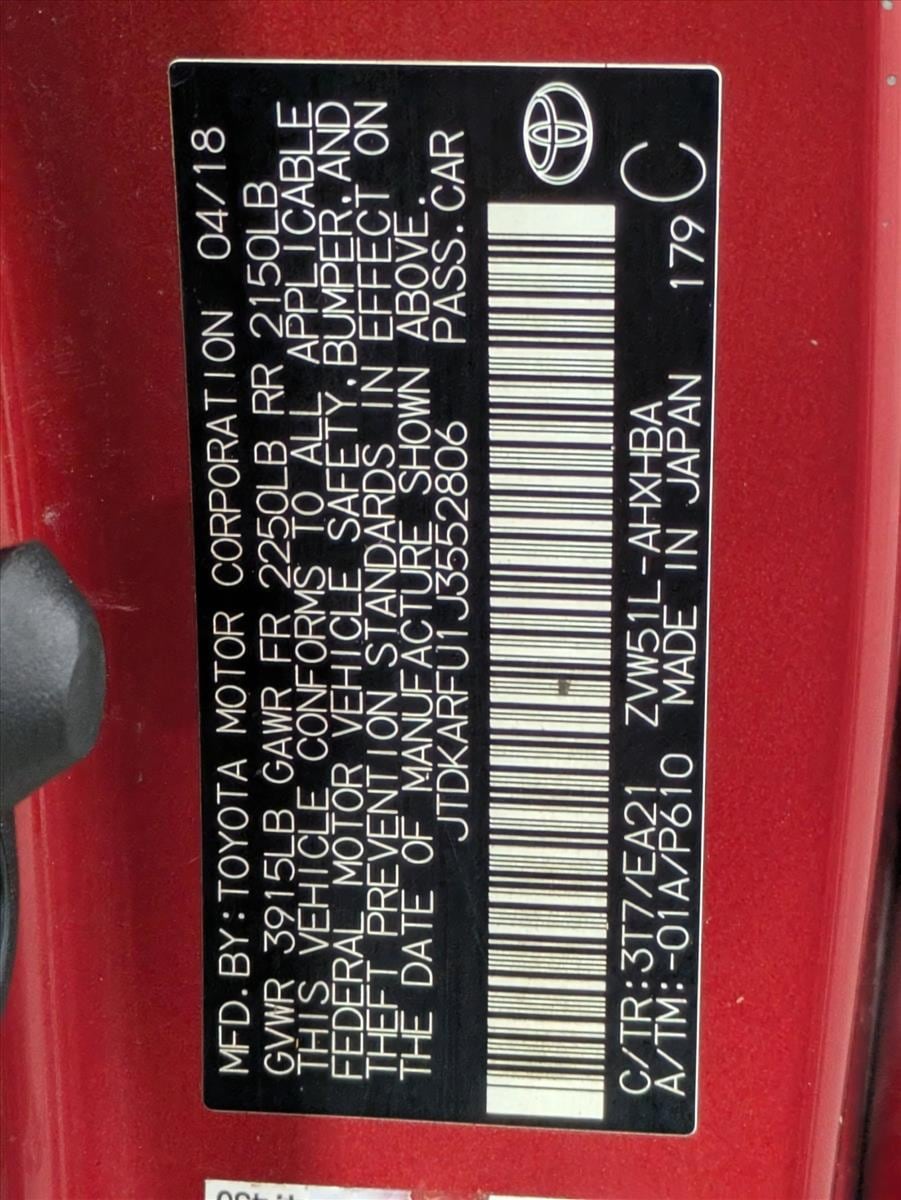 MFD.BY:TOYOTA MOTOR CORPORATION 04/18
GVWR 3915LB GAWR FR 2250LB RR 2150LB
THIS VEHICLE CONFORMS TO ALL APPLICABLE
FEDERAL MOTOR VEHICLE SAFETY,BUMPER,AND
THEFT PREVENTION STANDARDS IN EFFECT ON
THE DATE OF MANUFACTURE SHOWN ABOVE.
JTDKARFU1J3552806 PASS.CAR
C/TR:3T7/EA21 ZVW51L-AHXHBA
A/TM:-01A/P610 MADE IN JAPAN 179 C